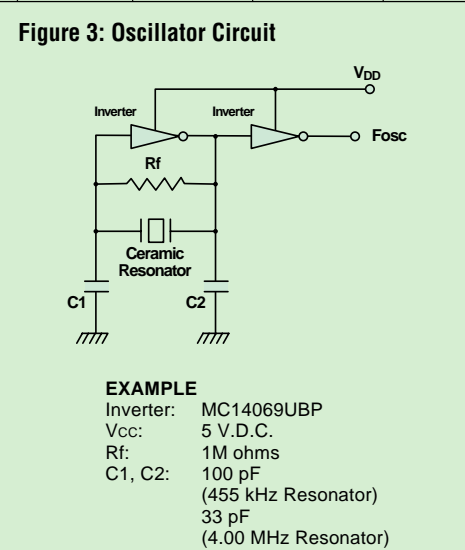 Figure 3: Oscillator Circuit
VDD
Inverter
Inverter
Fosc
Rf
Ceramic
Resonator
C1
C2
EXAMPLE
Inverter: MC14069UBP
Vcc: 5 V.D.C.
Rf: 1M ohms
C1, C2: 100 pF
(455 kHz Resonator)
33 pF
(4.00 MHz Resonator)